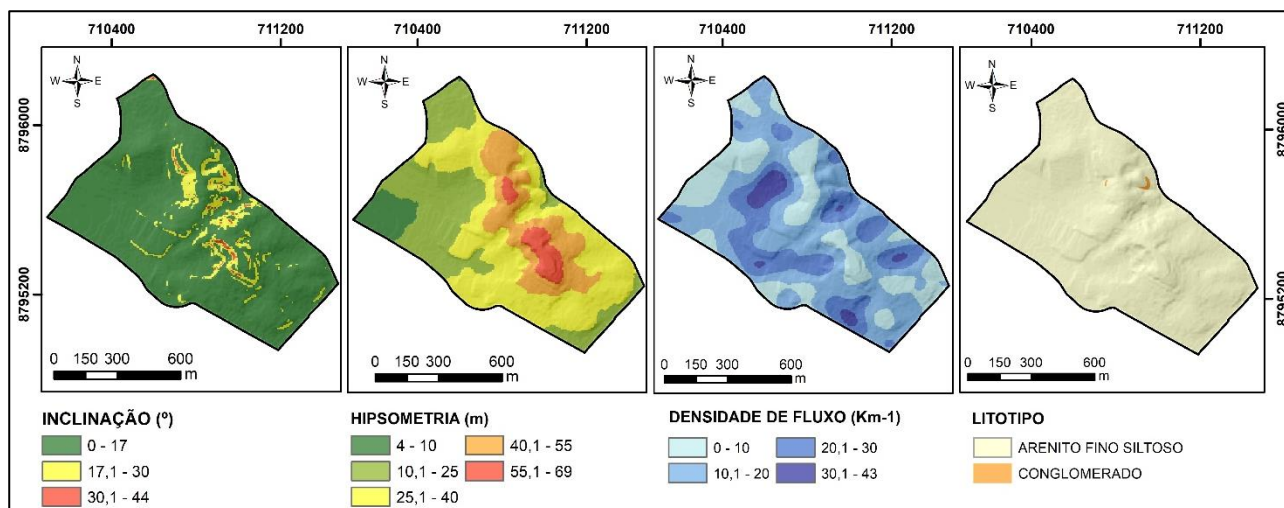 710400 711200 710400 711200 710400 711200 710400 711200
N N N N
W E W E W E W E
S S S S
8796000 8796000
8795200 8795200
0 150 300 600 0 150 300 600 0 150 300 600 0 150 300 600
m m m m
INCLINAÇÃO (º)
0 - 17
17,1 - 30
30,1 - 44
HIPSOMETRIA (m)
4 - 10 40,1 - 55
10,1 - 25 55,1 - 69
25,1 - 40
DENSIDADE DE FLUXO (Km-1)
0 - 10 20,1 - 30
10,1 - 20 30,1 - 43
LITOTIPO
ARENITO FINO SILTOSO
CONGLOMERADO